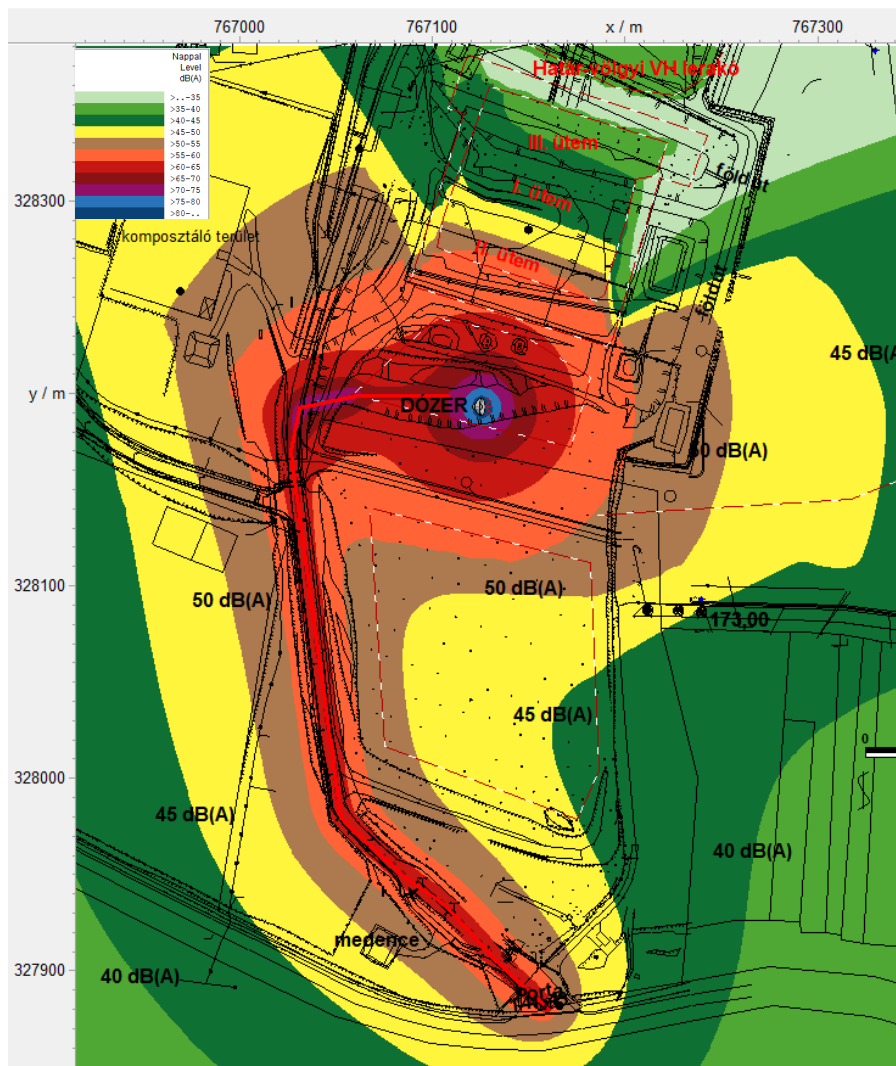 767000
767100
x / m
767300
Nappal
Level
dB(A)
>..-35
>35-40
>40-45
>45-50
>50-55
>55-60
>60-65
>65-70
>70-75
>75-80
>80-..
Határ-völgyi VH lerakó
III. ütem
földút
I. ütem
328300
komposztáló terület
II. ütem
földút
45 dB(A
y / m
DÓZER
50 dB(A)
328100
50 dB(A)
50 dB(A)
173,00
45 dB(A)
0
328000
45 dB(A)
40 dB(A)
medence
327900
40 dB(A)
Porta